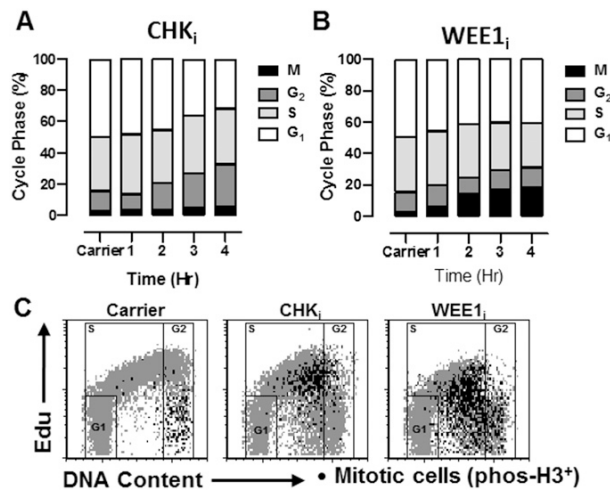 A
CHKi
Cycle Phase (%)
100
80
60
40
20
0
Carrier 1 2 3 4
Time (Hr)
M
G2
S
G1
B
WEE1i
Cycle Phase (%)
100
80
60
40
20
0
Carrier 1 2 3 4
Time (Hr)
M
G2
S
G1
C
Carrier
CHKi
WEE1i
S
G2
G1
S
G2
G1
S
G2
G1
Edu
DNA Content
• Mitotic cells (phos-H3+)